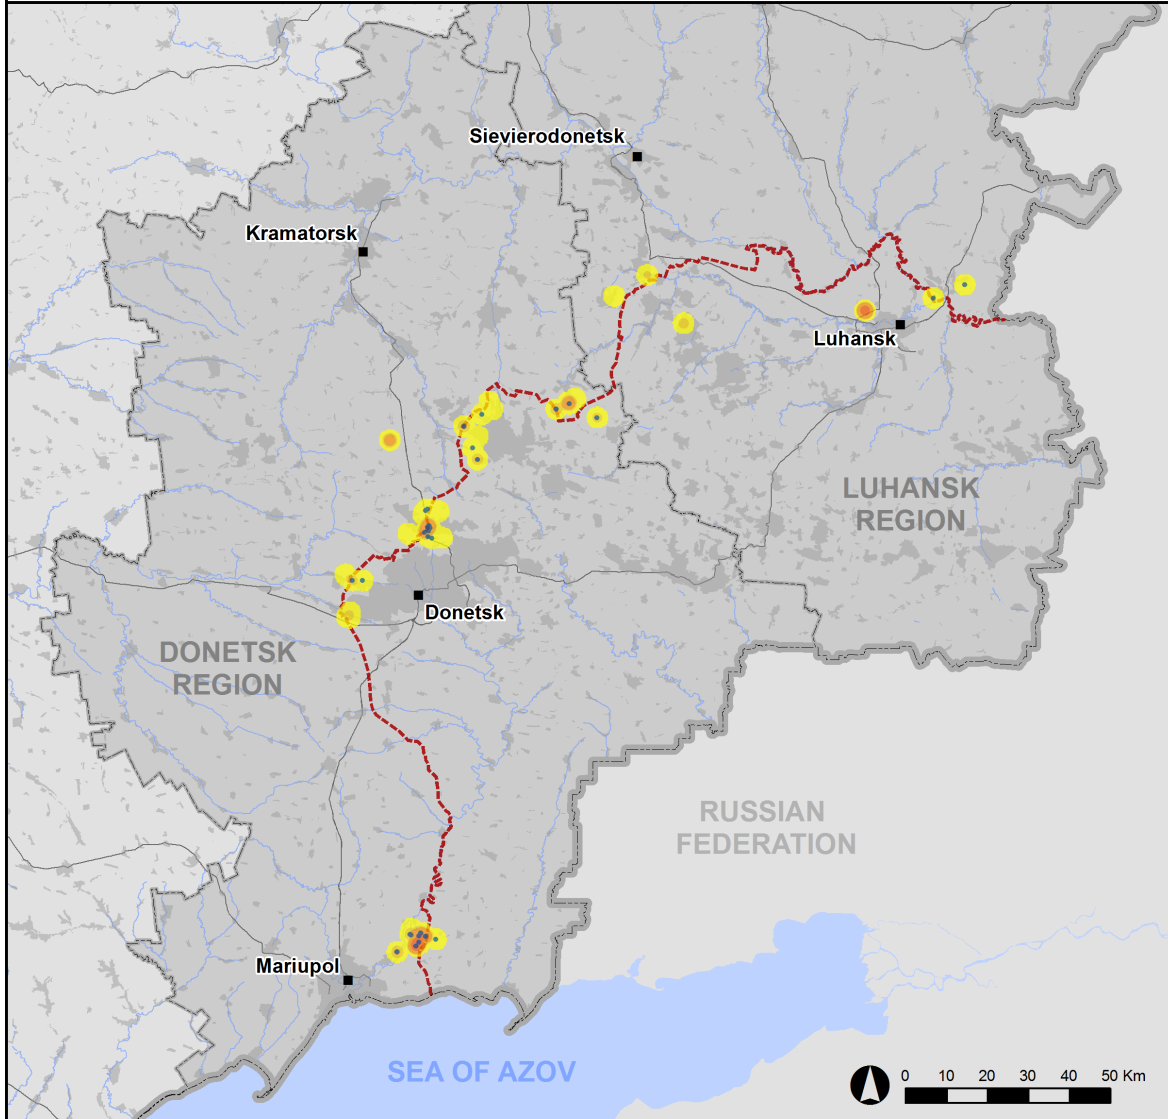 Sievierodonetsk
Kramatorsk
Luhansk
LUHANSK
REGION
Donetsk
DONETSK
REGION
RUSSIAN
FEDERATION
Mariupol
SEA OF AZOV
0 10 20 30 40 50 Km